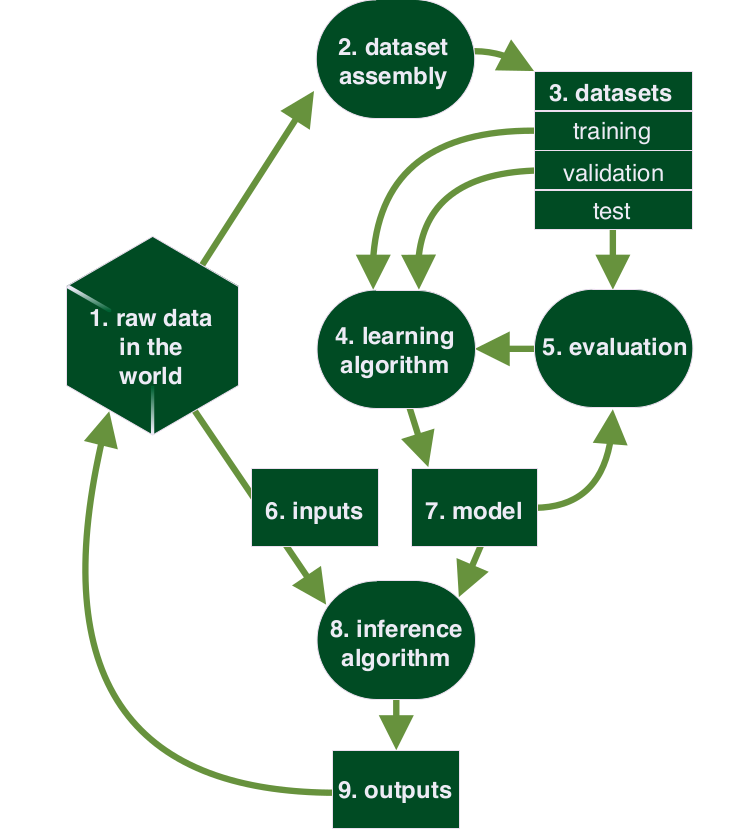 2. dataset
assembly
3. datasets
training
validation
test
1. raw data
in the
world
4. learning
algorithm
5. evaluation
6. inputs
7. model
8. inference
algorithm
9. outputs